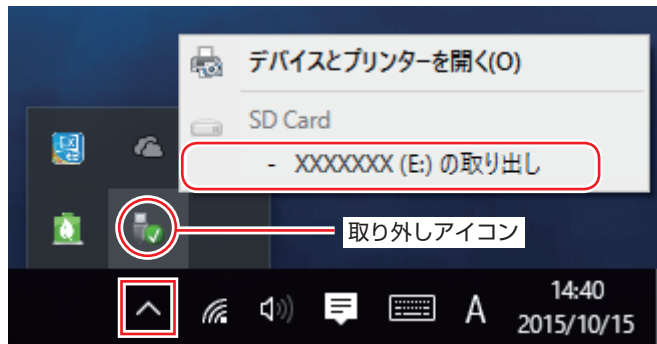 デバイスとプリンターを開く(O)
SD Card
- XXXXXXX (E:) の取り出し
取り外しアイコン
A
14:40
2015/10/15